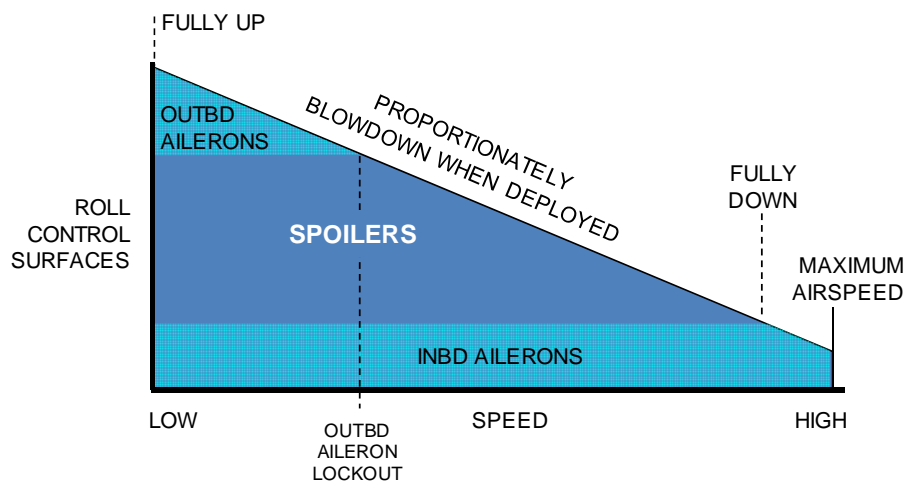 FULLY UP
OUTBD
AILERONS
PROPORTIONATELY
BLOWDOWN WHEN DEPLOYED
FULLY
DOWN
ROLL
CONTROL
SURFACES
SPOILERS
MAXIMUM
AIRSPEED
INBD AILERONS
LOW
SPEED
HIGH
OUTBD
AILERON
LOCKOUT